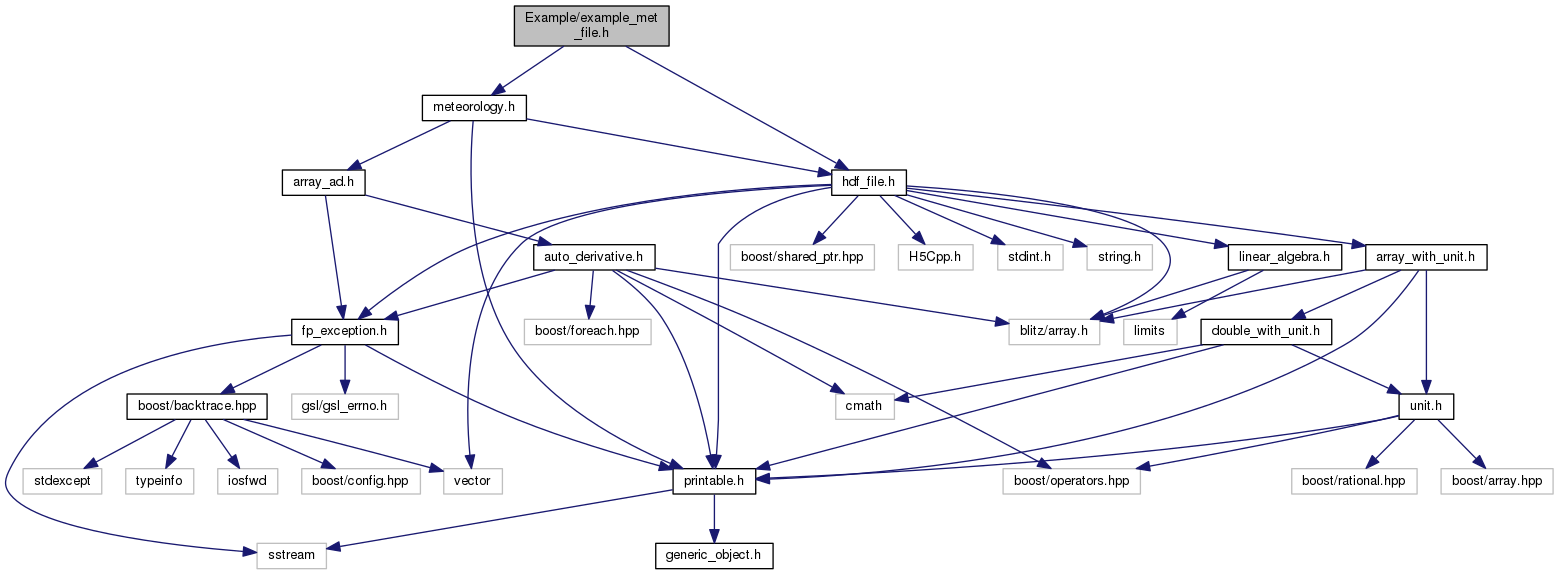 Example/example_met
_file.h
meteorology.h
array_ad.h
hdf_file.h
auto_derivative.h
boost/shared_ptr.hpp
H5Cpp.h
stdint.h
string.h
linear_algebra.h
array_with_unit.h
fp_exception.h
boost/foreach.hpp
blitz/array.h
limits
double_with_unit.h
boost/backtrace.hpp
gsl/gsl_errno.h
cmath
unit.h
stdexcept
typeinfo
iosfwd
boost/config.hpp
vector
printable.h
boost/operators.hpp
boost/rational.hpp
boost/array.hpp
sstream
generic_object.h